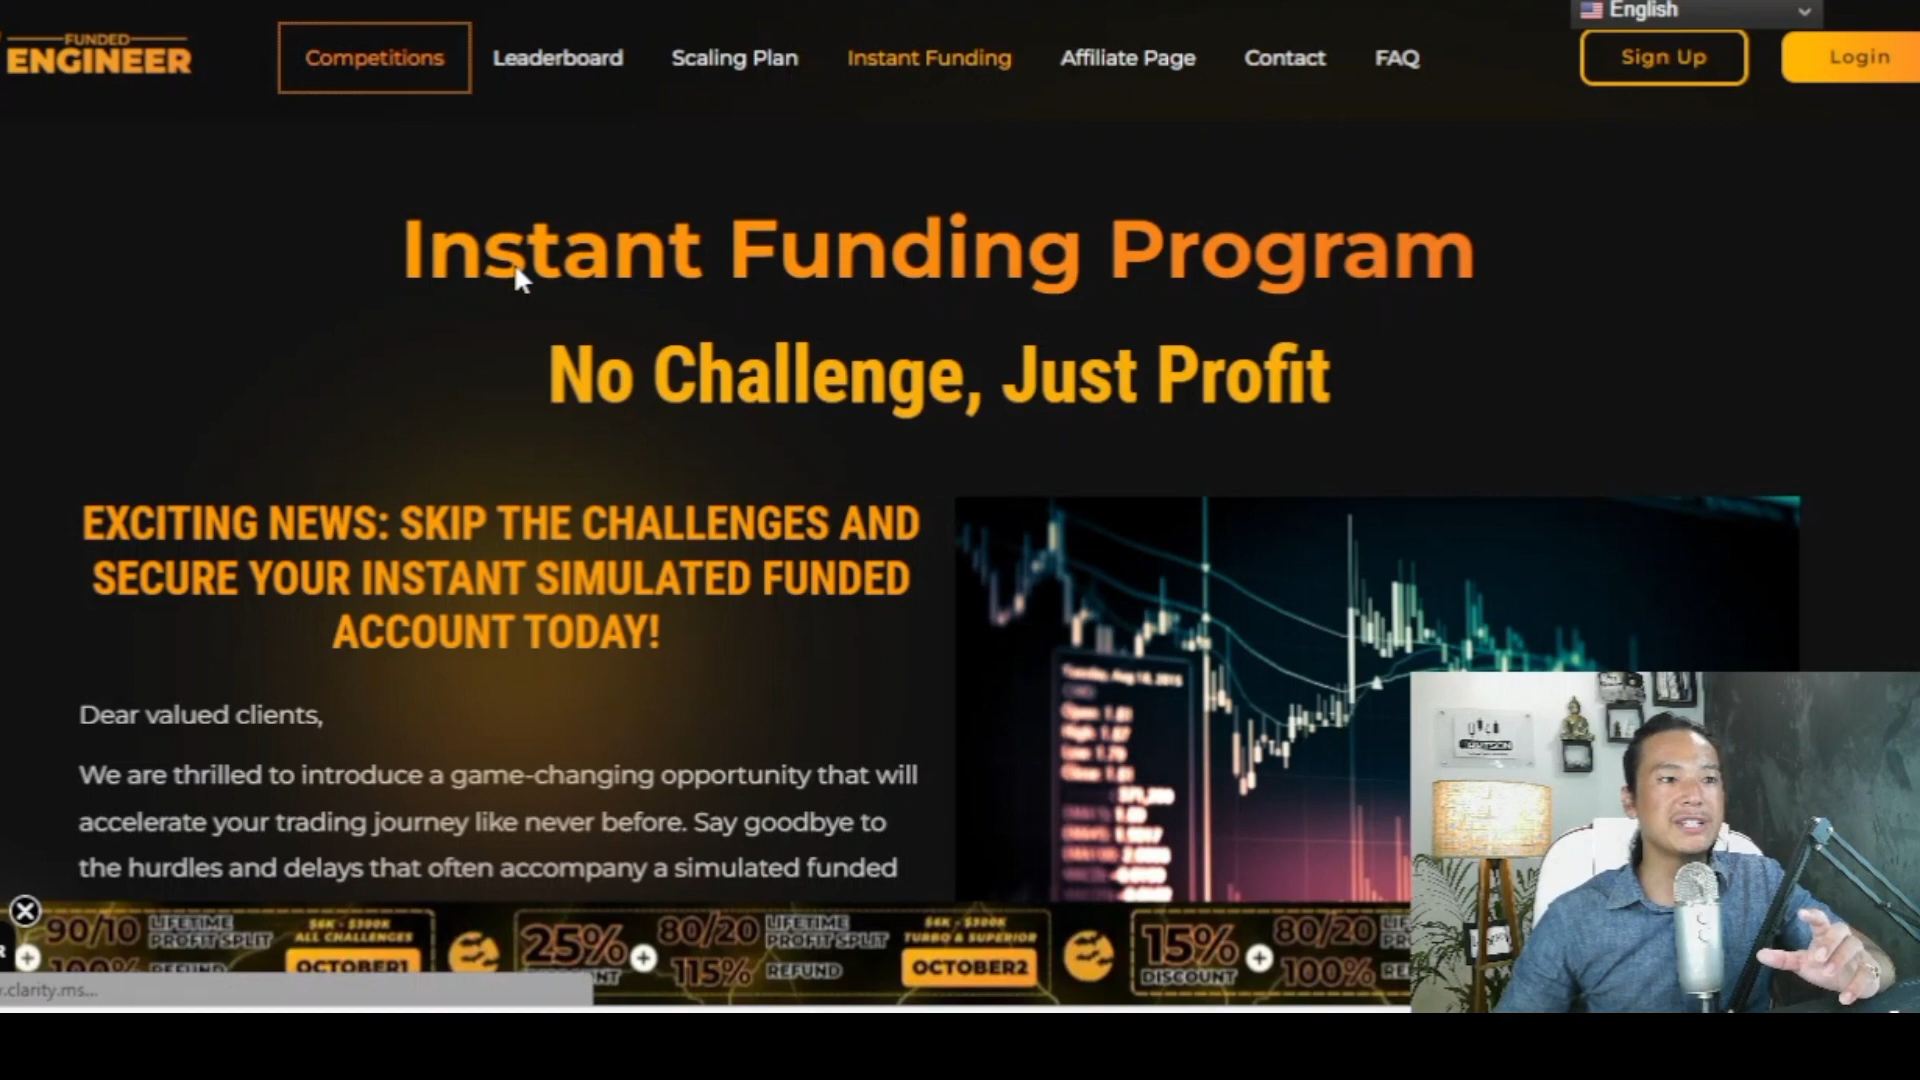 English
FUNDED
ENGINEER
Competitions
Leaderboard
Scaling Plan
Instant Funding
Affiliate Page
Contact
FAQ
Sign Up
Login
Instant Funding Program
No Challenge, Just Profit
EXCITING NEWS: SKIP THE CHALLENGES AND
SECURE YOUR INSTANT SIMULATED FUNDED
ACCOUNT TODAY!
Dear valued clients,
We are thrilled to introduce a game-changing opportunity that will
accelerate your trading journey like never before. Say goodbye to
the hurdles and delays that often accompany a simulated funded
90/10 LIFETIME
PROFIT SPLIT
100% REFUND
ALL CHALLENGES
OCTOBER1
25%
80/20 LIFETIME
PROFIT SPLIT
115% REFUND
TURBO & SUPERIOR
OCTOBER2
15%
DISCOUNT
80/20
100%
.clarity.ms...